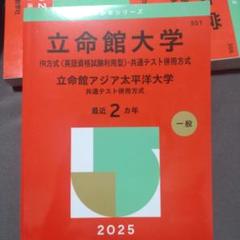 551
立命館大学
IR方式〈英語資格試験利用型〉・共通テスト併用方式
立命館アジア太平洋大学
共通テスト併用方式
最近2カ年
一般
2025